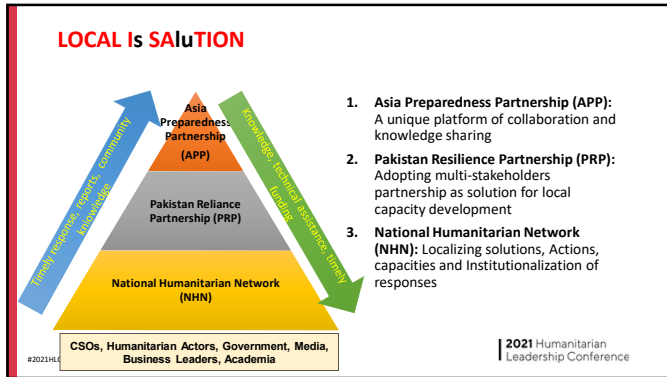 LOCAL Is SAluTION
Timely response, reports, community
knlowledge
Knowledge, technical assistance, timely
funding
Asia
Preparedness
Partnership
(APP)
Pakistan Reliance
Partnership (PRP)
National Humanitarian Network
(NHN)
CSOs, Humanitarian Actors, Government, Media,
Business Leaders, Academia
1. Asia Preparedness Partnership (APP):
A unique platform of collaboration and
knowledge sharing
2. Pakistan Resilience Partnership (PRP):
Adopting multi-stakeholders
partnership as solution for local
capacity development
3. National Humanitarian Network
(NHN): Localizing solutions, Actions,
capacities and Institutionalization of
responses
#2021HL
2021 Humanitarian
Leadership Conference